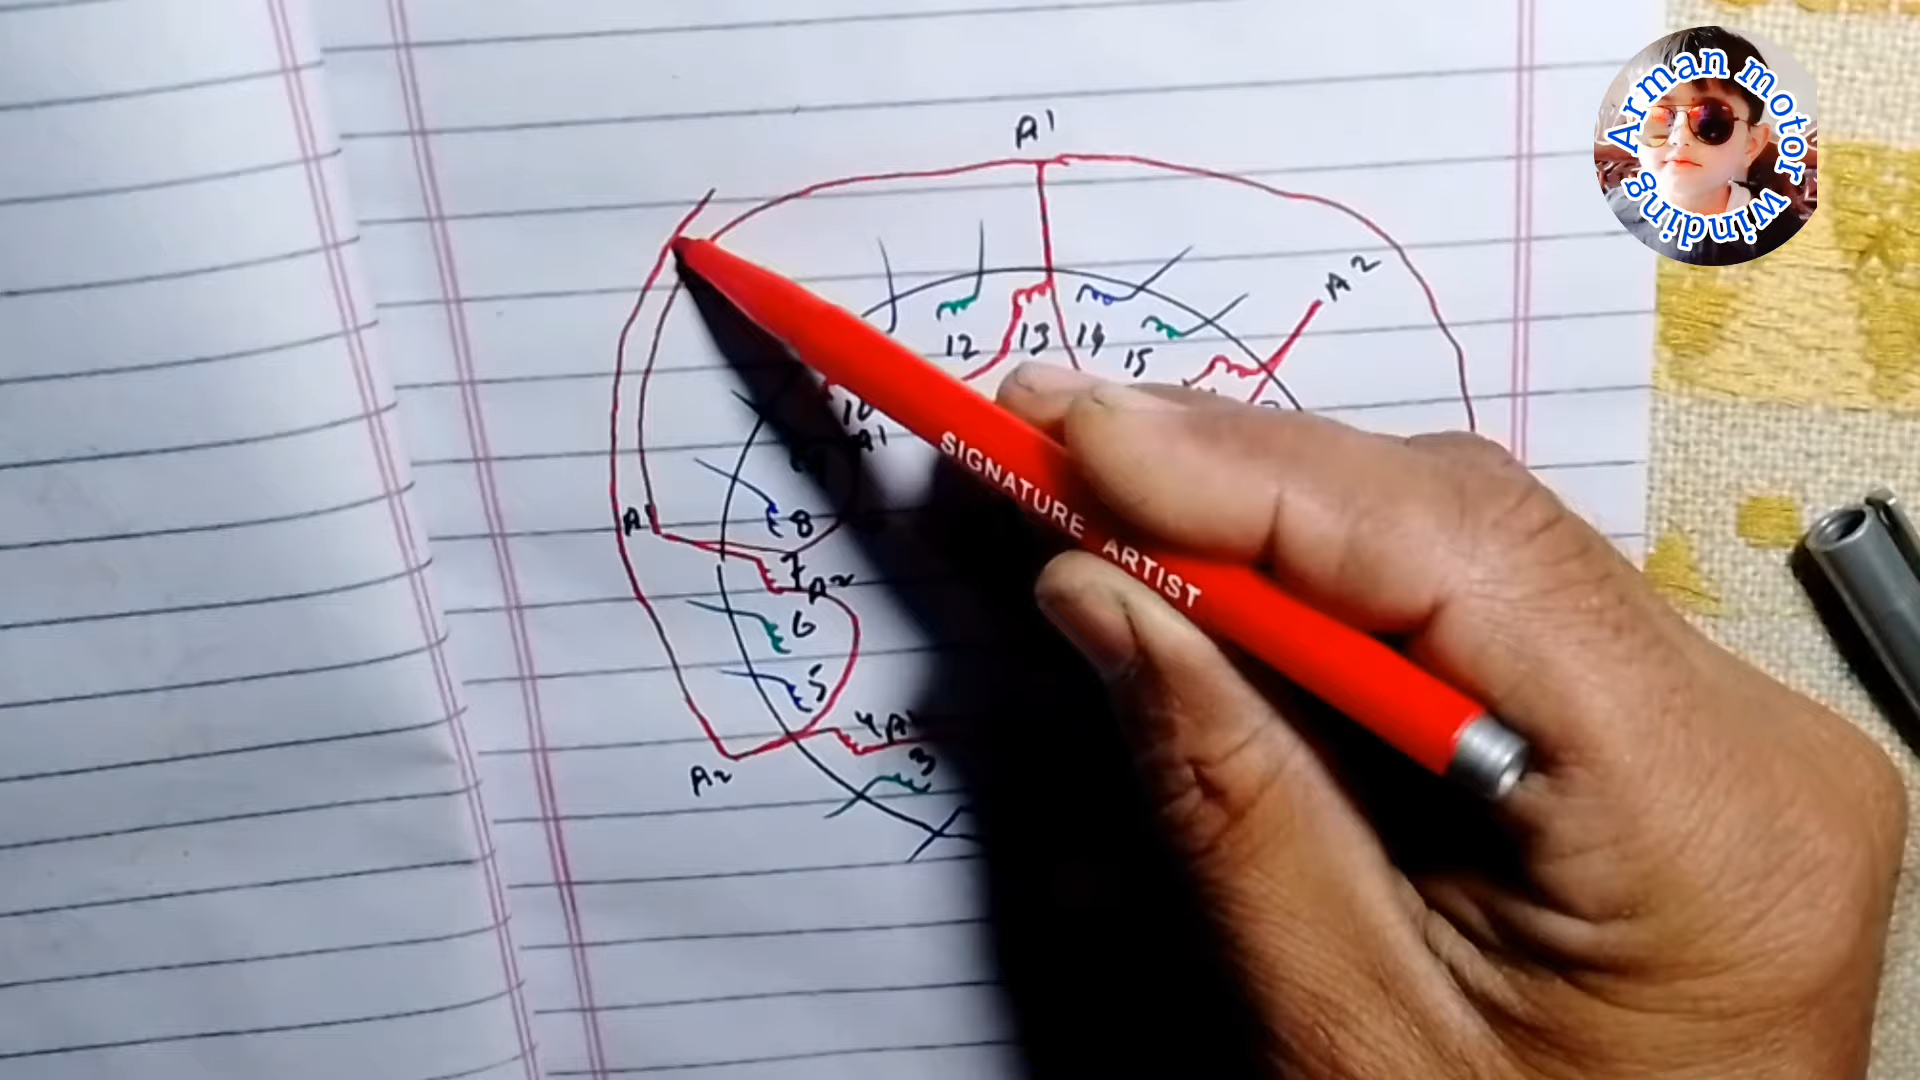 Arman motor winding
A1
A2
12
13
14
15
10
A1
A1
8
7
A2
6
5
4 A1
3
A2
SIGNATURE ARTIST